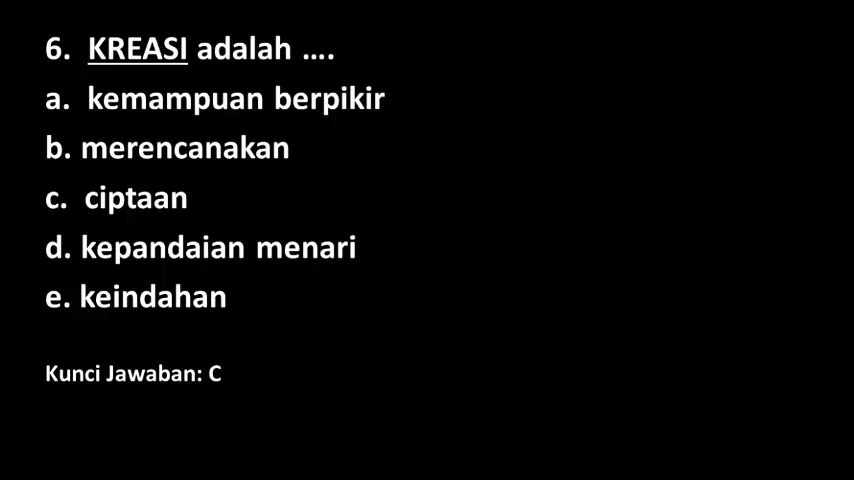 6. KREASI adalah ....
a. kemampuan berpikir
b. merencanakan
c. ciptaan
d. kepandaian menari
e. keindahan
Kunci Jawaban: C